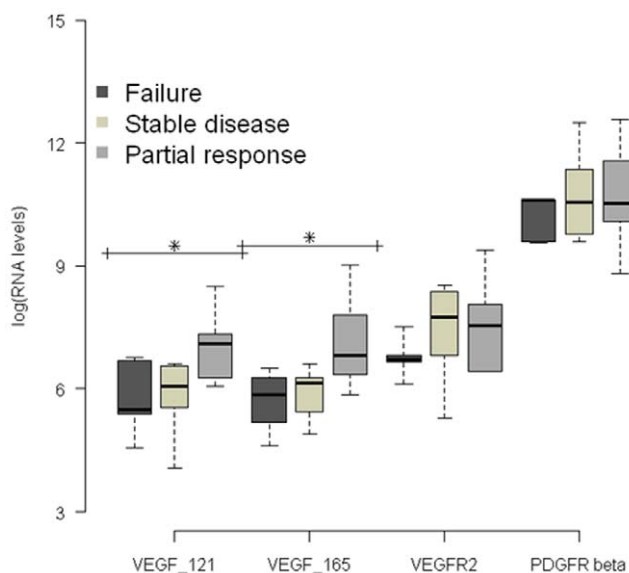 15
12
9
6
3
log(RNA levels)
Failure
Stable disease
Partial response
*
*
VEGF_121
VEGF_165
VEGFR2
PDGFR beta